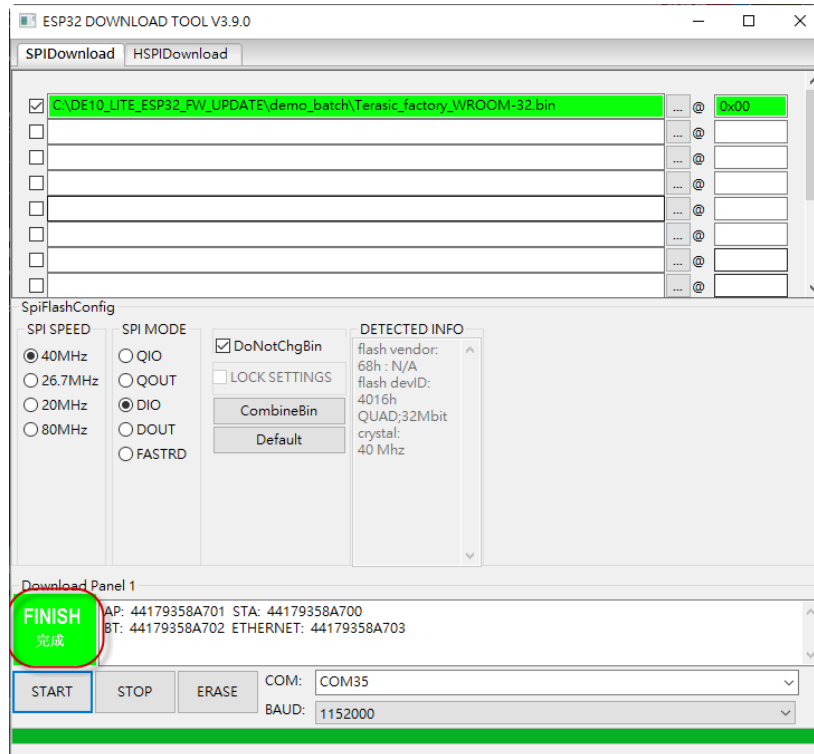 ESP32 DOWNLOAD TOOL V3.9.0
SPIDownload HSPIDownload
C:\DE10_LITE_ESP32_FW_UPDATE\demo_batch\Terasic_factory_WROOM-32.bin ... @ 0x00
... @
... @
... @
... @
... @
... @
... @
SpiFlashConfig
SPI SPEED
40MHz
26.7MHz
20MHz
80MHz
SPI MODE
QIO
QOUT
DIO
DOUT
FASTRD
DoNotChgBin
LOCK SETTINGS
CombineBin
Default
DETECTED INFO
flash vendor:
68h : N/A
flash devID:
4016h
QUAD;32Mbit
crystal:
40 Mhz
Download Panel 1
FINISH
完成
AP: 44179358A701 STA: 44179358A700
BT: 44179358A702 ETHERNET: 44179358A703
START STOP ERASE
COM: COM35
BAUD: 1152000